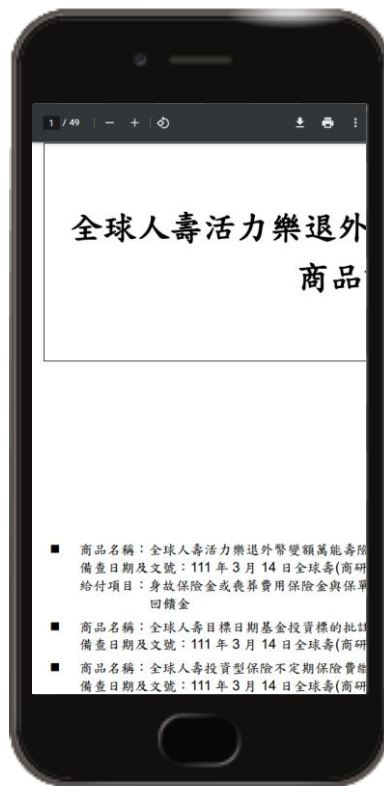 1 / 49
全球人壽活力樂退外
商品
■ 商品名稱：全球人壽活力樂退外幣變額萬能壽險
備查日期及文號：111 年 3 月 14 日全球壽(商研
給付項目：身故保險金或喪葬費用保險金與保單
回饋金
■ 商品名稱：全球人壽目標日期基金投資標的批註
備查日期及文號：111 年 3 月 14 日全球壽(商研
■ 商品名稱：全球人壽投資型保險不定期保險費繳
備查日期及文號：111 年 3 月 14 日全球壽(商研